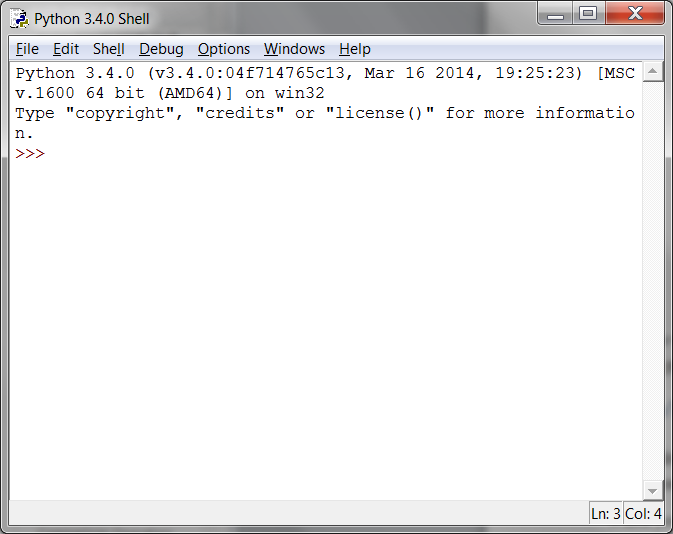 Python 3.4.0 Shell
File Edit Shell Debug Options Windows Help
Python 3.4.0 (v3.4.0:04f714765c13, Mar 16 2014, 19:25:23) [MSC
v.1600 64 bit (AMD64)] on win32
Type "copyright", "credits" or "license()" for more informatio
n.
>>>
Ln: 3 Col: 4